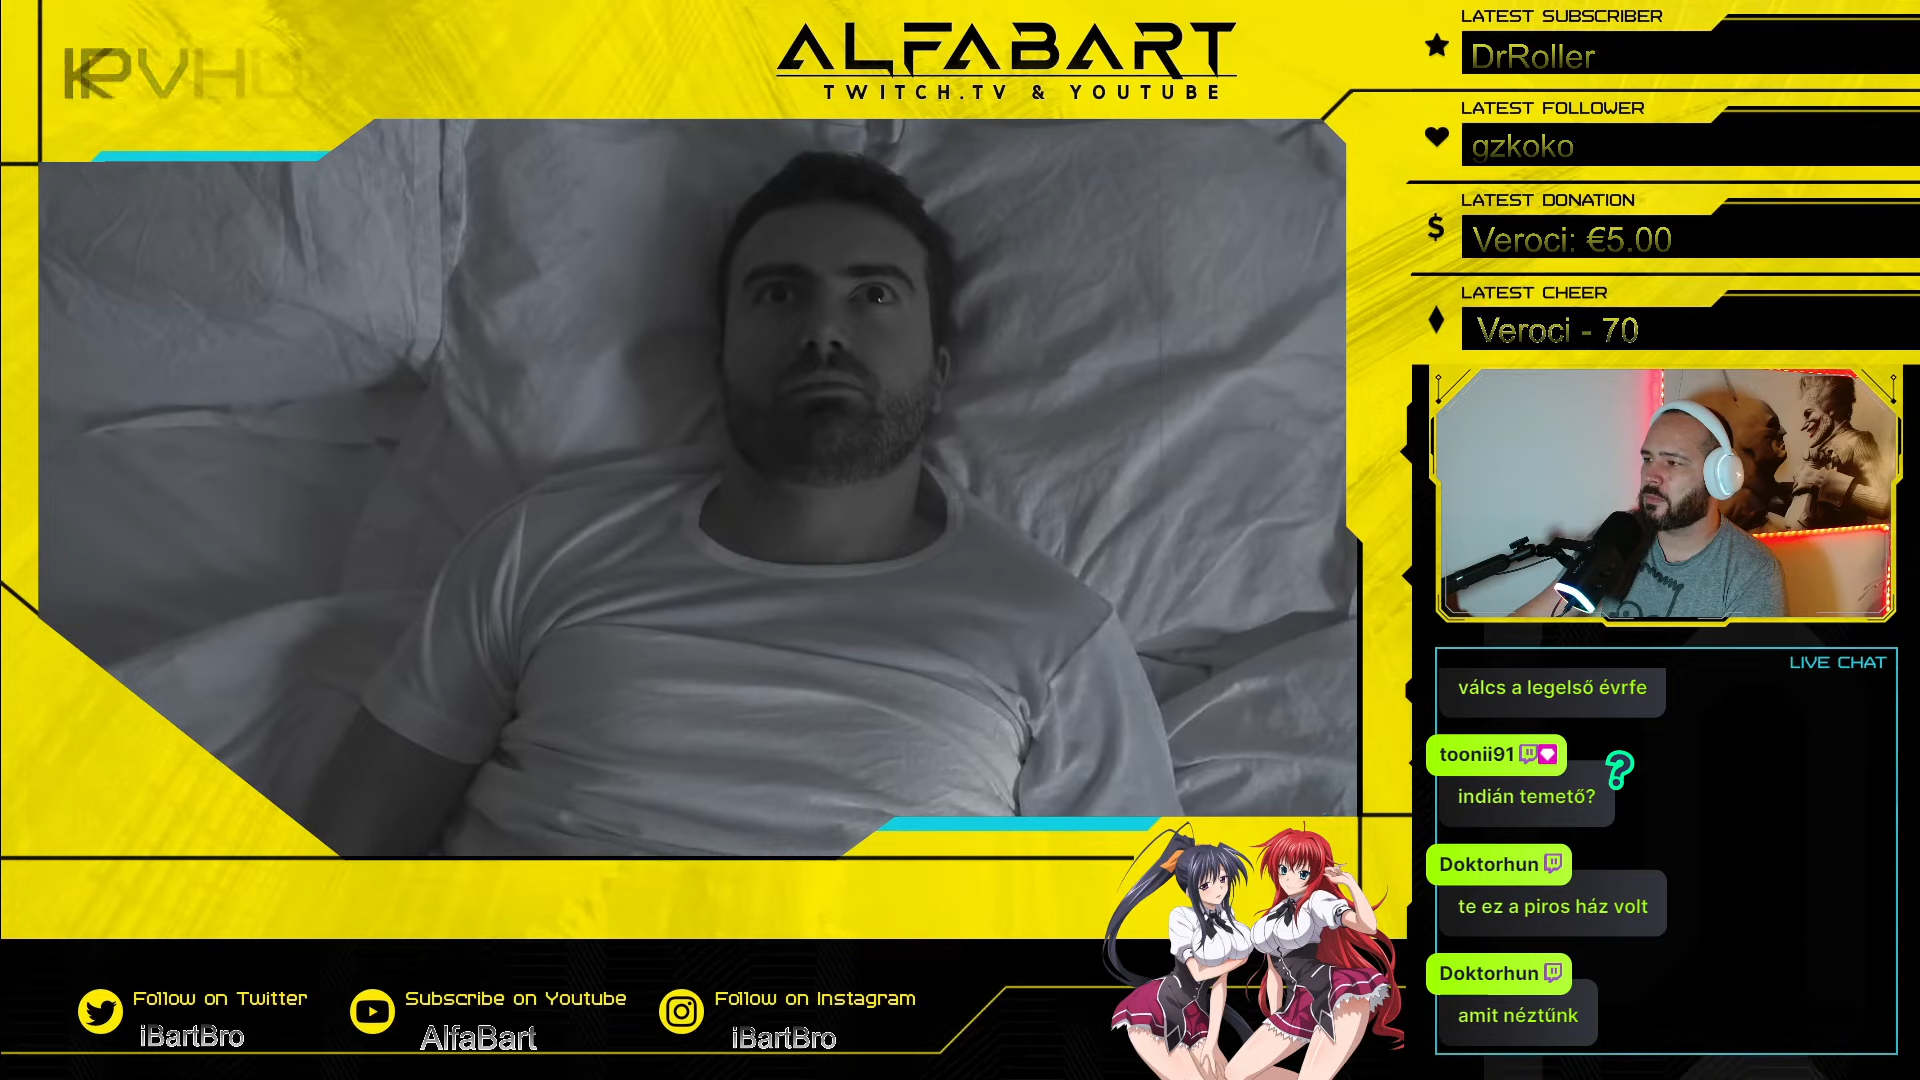 ALFABART
TWITCH.TV & YOUTUBE
LATEST SUBSCRIBER
DrRoller
LATEST FOLLOWER
gzkoko
LATEST DONATION
Veroci: €5.00
LATEST CHEER
Veroci - 70
LIVE CHAT
válcs a legelső évrfe
toonii91
indián temető?
Doktorhun
te ez a piros ház volt
Doktorhun
amit néztűnk
Follow on Twitter
iBartBro
Subscribe on Youtube
AlfaBart
Follow on Instagram
iBartBro